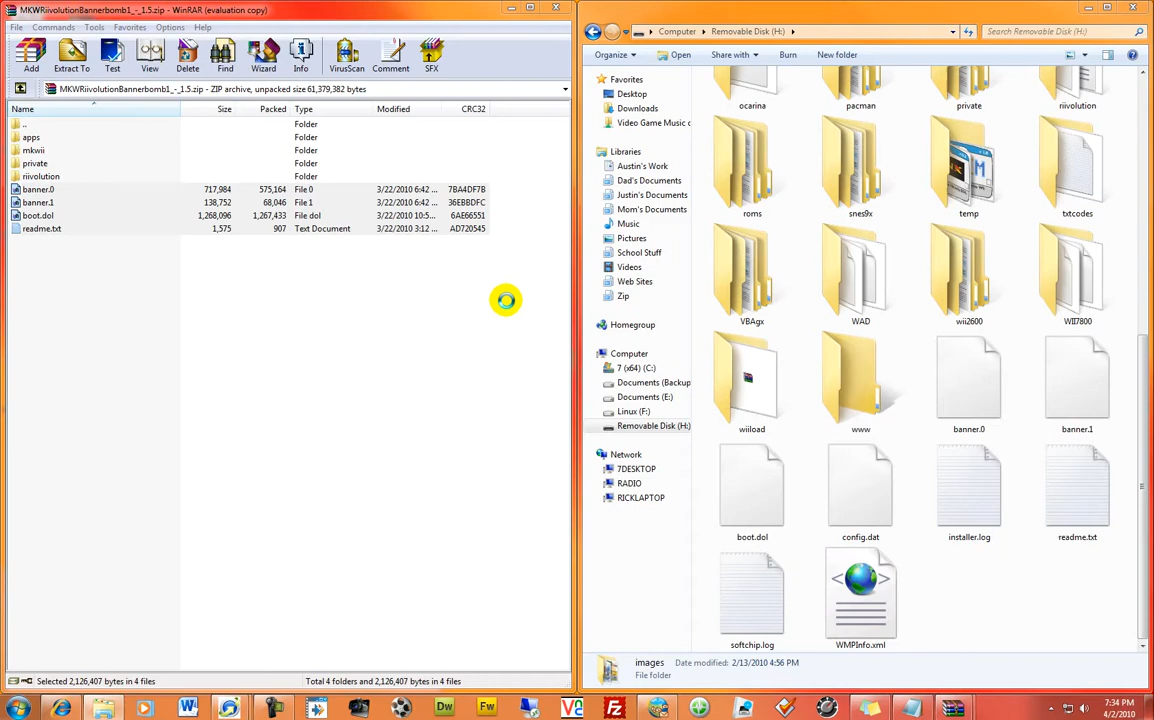 MKWRiivolutionBannerbomb1_-_1.5.zip - WinRAR (evaluation copy)
File Commands Tools Favorites Options Help
Add Extract To Test View Delete Find Wizard Info VirusScan Comment SFX
MKWRiivolutionBannerbomb1_-_1.5.zip - ZIP archive, unpacked size 61,379,382 bytes
Name Size Packed Type Modified CRC32
.. Folder
apps Folder
mkwii Folder
private Folder
riivolution Folder
banner.0 717,984 575,164 File 0 3/22/2010 6:42 ... 7BA4DF7B
banner.1 138,752 68,046 File 1 3/22/2010 6:42 ... 36EBBDFC
boot.dol 1,268,096 1,267,433 File dol 3/22/2010 10:5... 6AE66551
readme.txt 1,575 907 Text Document 3/22/2010 3:12 ... AD720545
Selected 2,126,407 bytes in 4 files
Total 4 folders and 2,126,407 bytes in 4 files
Computer Removable Disk (H:)
Search Removable Disk (H:)
Organize Open Share with Burn New folder
Favorites
Desktop
Downloads
Video Game Music c
Libraries
Austin's Work
Dad's Documents
Justin's Documents
Mom's Documents
Music
Pictures
School Stuff
Videos
Web Sites
Zip
Homegroup
Computer
7 (x64) (C:)
Documents (Backup
Documents (E:)
Linux (F:)
Removable Disk (H:)
Network
7DESKTOP
RADIO
RICKLAPTOP
ocarina pacman private riivolution
roms snes9x temp txtcodes
VBAgx WAD wii2600 WII7800
wiiload www banner.0 banner.1
boot.dol config.dat installer.log readme.txt
softchip.log WMPInfo.xml
images Date modified: 2/13/2010 4:56 PM
File folder
7:34 PM
4/2/2010